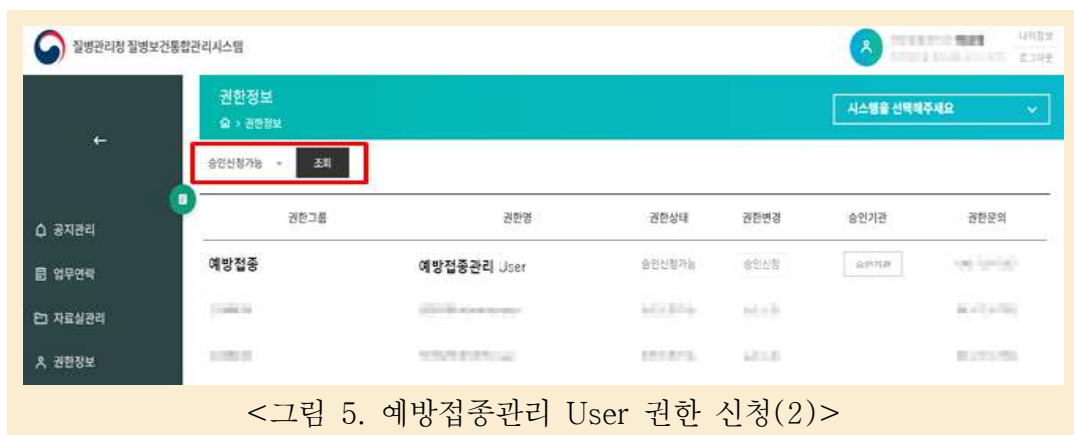 질병관리청 질병보건통합관리시스템
나의정보
로그아웃
권한정보
시스템을 선택해주세요
> 권한정보
승인신청가능 조회
권한그룹 권한명 권한상태 권한변경 승인기관 권한문의
공지관리
예방접종 예방접종관리 User 승인신청가능 승인신청 승인기관
업무연락
자료실관리
권한정보
<그림 5. 예방접종관리 User 권한 신청(2)>